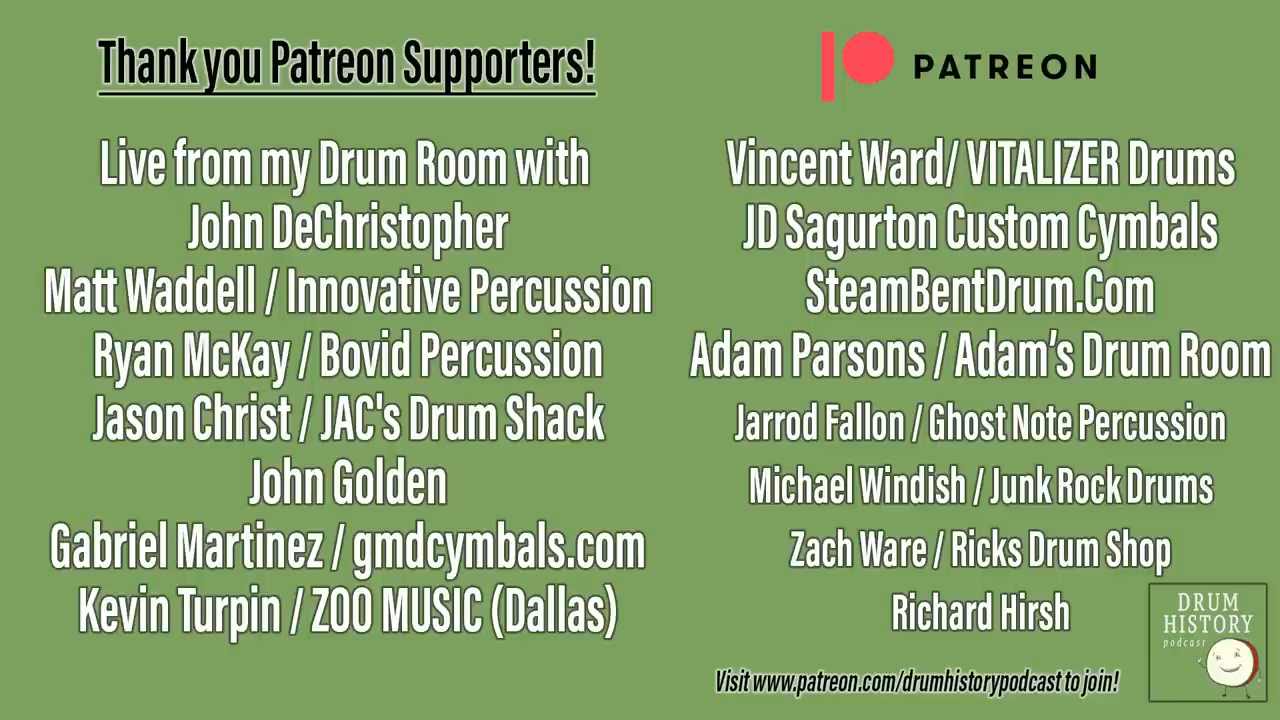 Thank you Patreon Supporters!
Live from my Drum Room with
John DeChristopher
Matt Waddell / Innovative Percussion
Ryan McKay / Bovid Percussion
Jason Christ / JAC's Drum Shack
John Golden
Gabriel Martinez / gmdcymbals.com
Kevin Turpin / ZOO MUSIC (Dallas)
PATREON
Vincent Ward/ VITALIZER Drums
JD Sagurton Custom Cymbals
SteamBentDrum.Com
Adam Parsons / Adam’s Drum Room
Jarrod Fallon / Ghost Note Percussion
Michael Windish / Junk Rock Drums
Zach Ware / Ricks Drum Shop
Richard Hirsh
Visit www.patreon.com/drumhistorypodcast to join!
DRUM
HISTORY
podcast